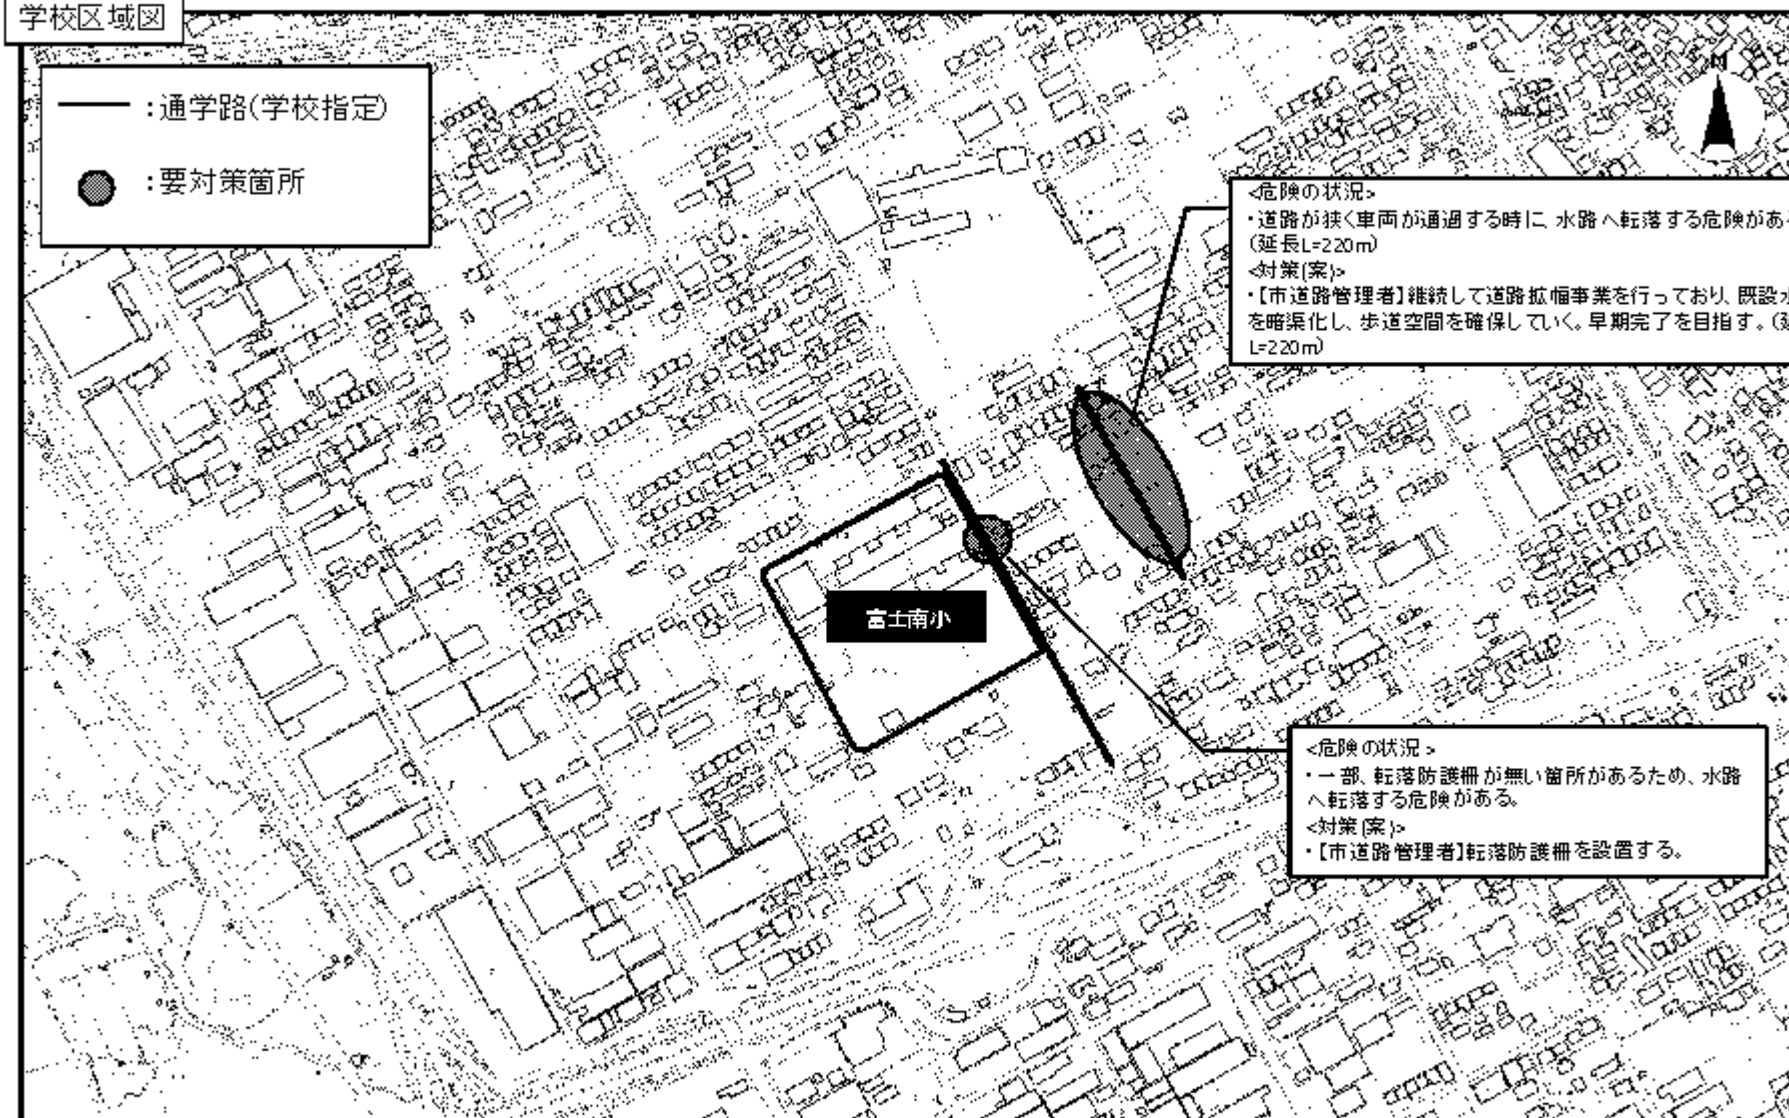 学校区域図
:通学路(学校指定)
:要対策箇所
N
<危険の状況>
・道路が狭く車両が通過する時に、水路へ転落する危険があ
(延長L=220m)
<対策(案)>
・【市道路管理者】継続して道路拡幅事業を行っており、既設
を暗渠化し、歩道空間を確保していく。早期完了を目指す。(
L=220m)
富士南小
<危険の状況>
・一部、転落防護柵が無い箇所があるため、水路
へ転落する危険がある。
<対策(案)>
・【市道路管理者】転落防護柵を設置する。